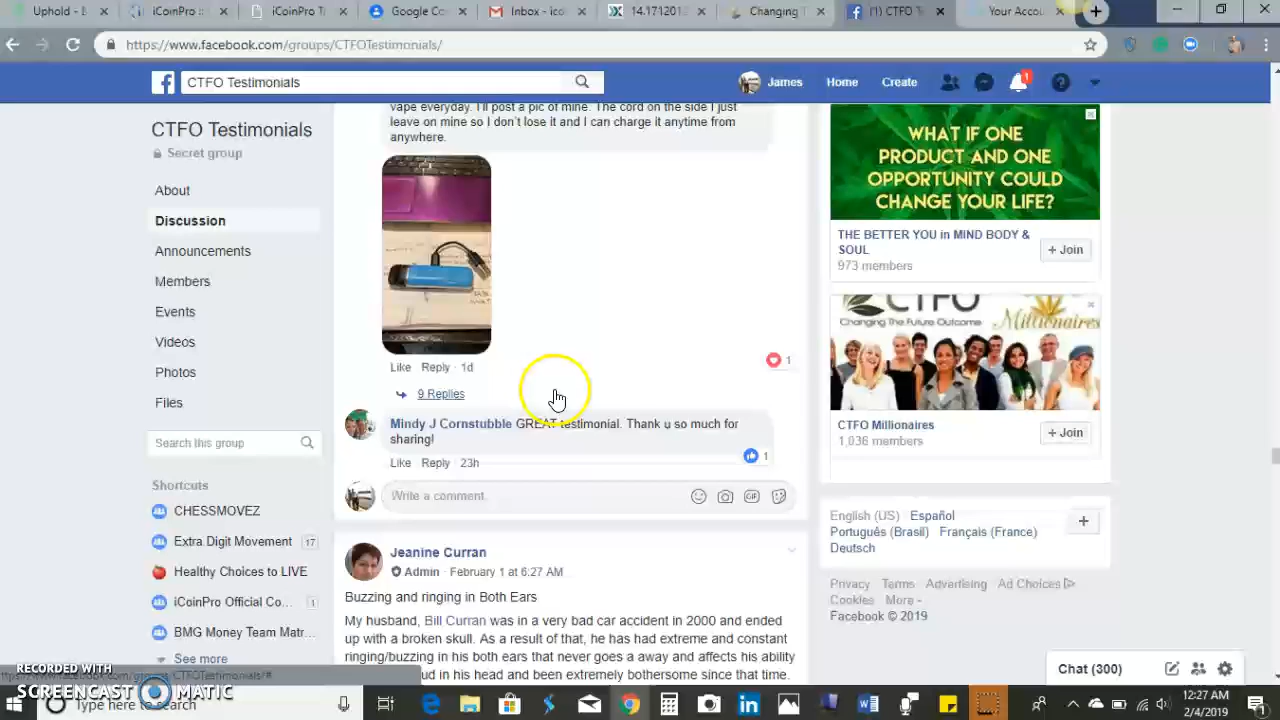 Uphold - E
iCoinPro ::
iCoinPro Tr
Google Co
Inbox - ico
14.171201
Changing T
(1) CTFO T
Your Accou
https://www.facebook.com/groups/CTFOTestimonials/
CTFO Testimonials
James Home Create 1
CTFO Testimonials
Secret group
About
Discussion
Announcements
Members
Events
Videos
Photos
Files
Search this group
Shortcuts
CHESSMOVEZ
Extra Digit Movement 17
Healthy Choices to LIVE
iCoinPro Official Co... 1
BMG Money Team Matr...
See more
vape everyday. I'll post a pic of mine. The cord on the side I just
leave on mine so I don't lose it and I can charge it anytime from
anywhere.
Like Reply · 1d 1
9 Replies
Mindy J Cornstubble GREAT testimonial. Thank u so much for
sharing!
1
Like Reply · 23h
Write a comment.
GIF
Jeanine Curran
Admin · February 1 at 6:27 AM
Buzzing and ringing in Both Ears
My husband, Bill Curran was in a very bad car accident in 2000 and ended
up with a broken skull. As a result of that, he has had extreme and constant
ringing/buzzing in his both ears that never goes a away and affects his ability
ud in his head and been extremely bothersome since that time.
WHAT IF ONE
PRODUCT AND ONE
OPPORTUNITY COULD
CHANGE YOUR LIFE?
THE BETTER YOU in MIND BODY &
SOUL
973 members
+ Join
CTFO
Changing The Future Outcome
Millionaires
CTFO Millionaires
1,036 members
+ Join
English (US) · Español ·
Português (Brasil) · Français (France) ·
Deutsch
Privacy · Terms · Advertising · Ad Choices ·
Cookies · More
Facebook © 2019
Chat (300)
RECORDED WITH
SCREENCAST MATIC
Type here to search
12:27 AM
2/4/2019